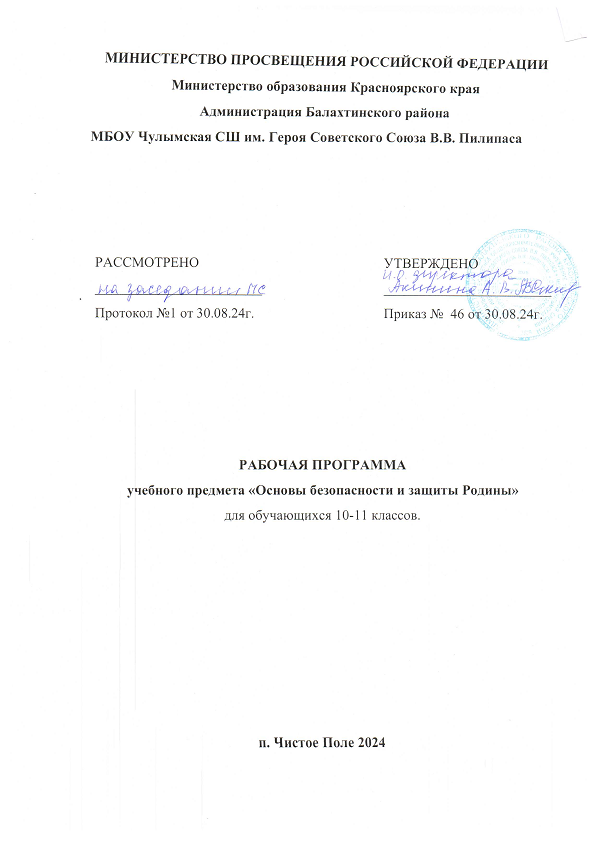 МИНИСТЕРСТВО ПРОСВЕЩЕНИЯ РОССИЙСКОЙ ФЕДЕРАЦИИ
Министерство образования Красноярского края
Администрация Балахтинского района
МБОУ Чулымская СШ им. Героя Советского Союза В.В. Пилипаса
РАССМОТРЕНО
на заседании МС
Протокол №1 от 30.08.24г.
УТВЕРЖДЕНО
и.о директора
Акинина А. В.
Приказ № 46 от 30.08.24г.
РАБОЧАЯ ПРОГРАММА
учебного предмета «Основы безопасности и защиты Родины»
для обучающихся 10-11 классов.
п. Чистое Поле 2024